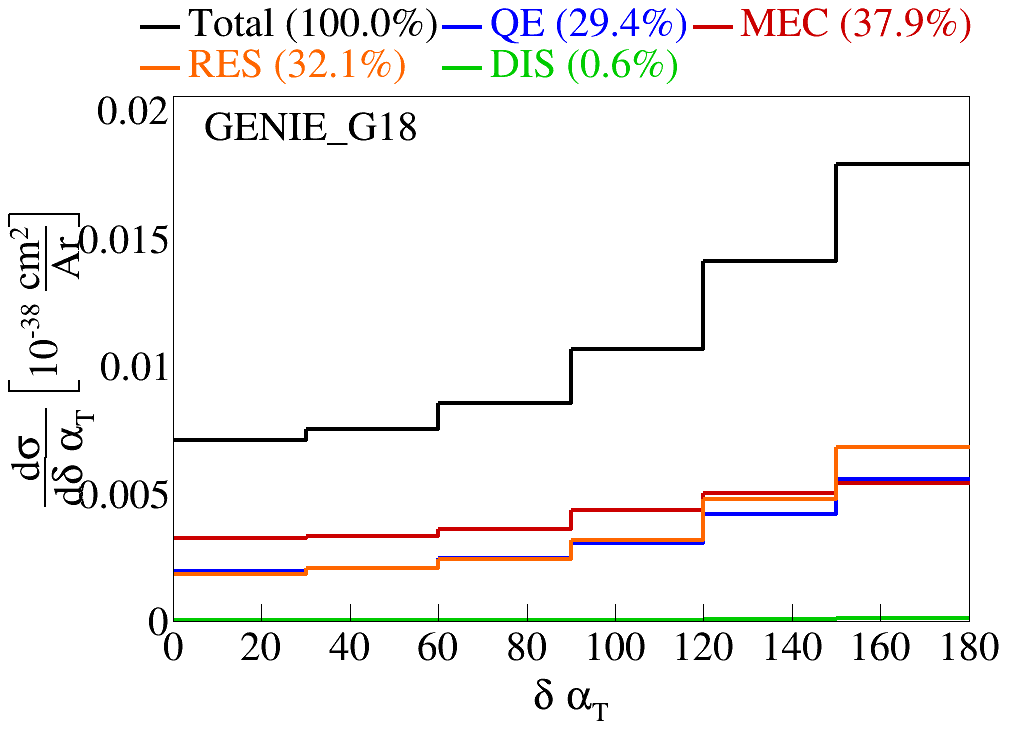 Total (100.0%) QE (29.4%) MEC (37.9%)
RES (32.1%) DIS (0.6%)
GENIE_G18
0.02
0.015
0.01
0.005
0
0 20 40 60 80 100 120 140 160 180
δ α_T
dσ/dδ α_T [10^-38 cm^2/Ar]